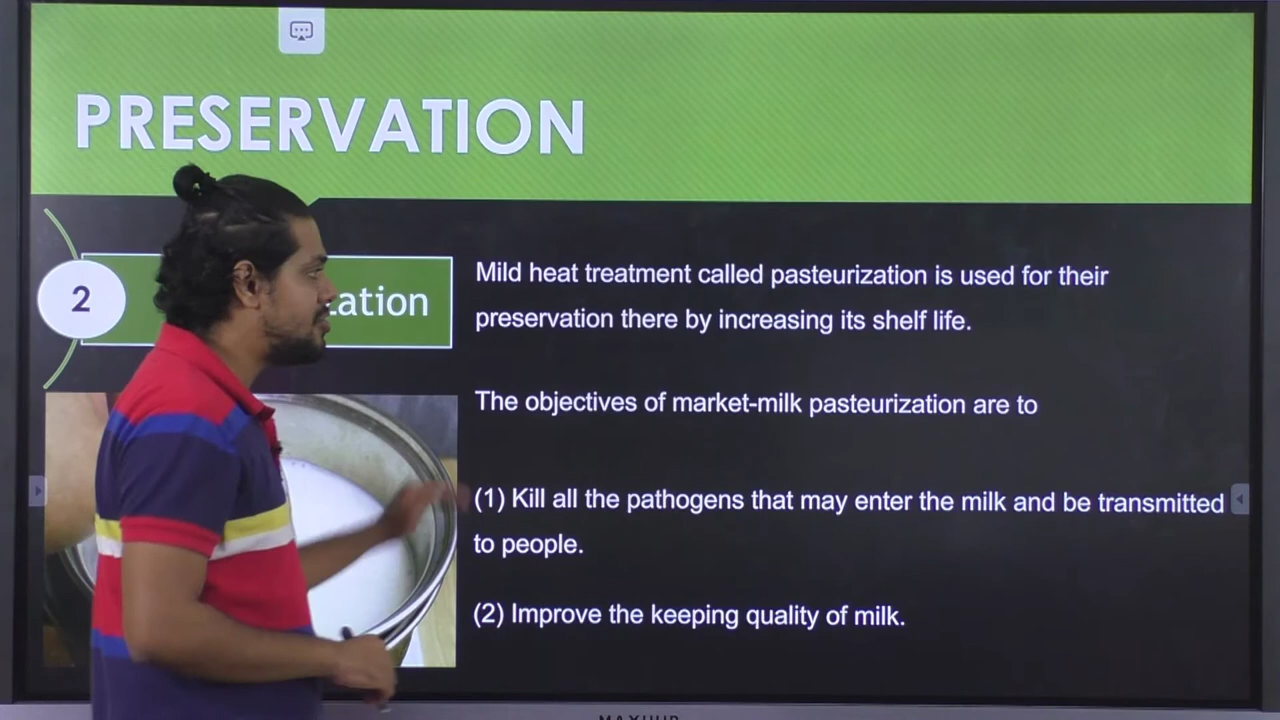 PRESERVATION
2
zation
Mild heat treatment called pasteurization is used for their
preservation there by increasing its shelf life.
The objectives of market-milk pasteurization are to
(1) Kill all the pathogens that may enter the milk and be transmitted
to people.
(2) Improve the keeping quality of milk.